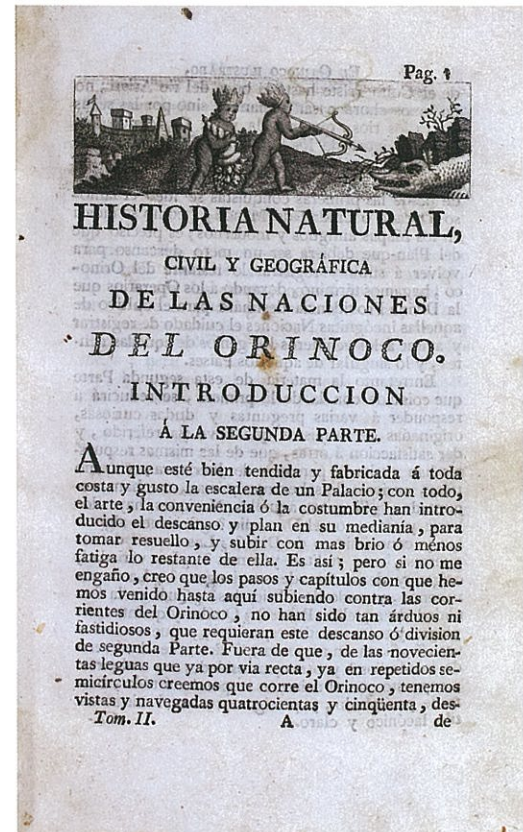 Pag. 1
HISTORIA NATURAL,
CIVIL Y GEOGRÁFICA
DE LAS NACIONES
DEL ORINOCO.
INTRODUCCION
Á LA SEGUNDA PARTE.
Aunque esté bien tendida y fabricada á toda
costa y gusto la escalera de un Palacio; con todo,
el arte, la conveniencia ó la costumbre han intro-
ducido el descanso y plan en su medianía, para
tomar resuello, y subir con mas brio ó ménos
fatiga lo restante de ella. Es así; pero si no me
engaño, creo que los pasos y capítulos con que he-
mos venido hasta aquí subiendo contra las cor-
rientes del Orinoco, no han sido tan árduos ni
fastidiosos, que requieran este descanso ó division
de segunda Parte. Fuera de que, de las novecien-
tas leguas que ya por via recta, ya en repetidos se-
micírculos creemos que corre el Orinoco, tenemos
vistas y navegadas quatrocientas y cinqüenta, des-
Tom. II. A de